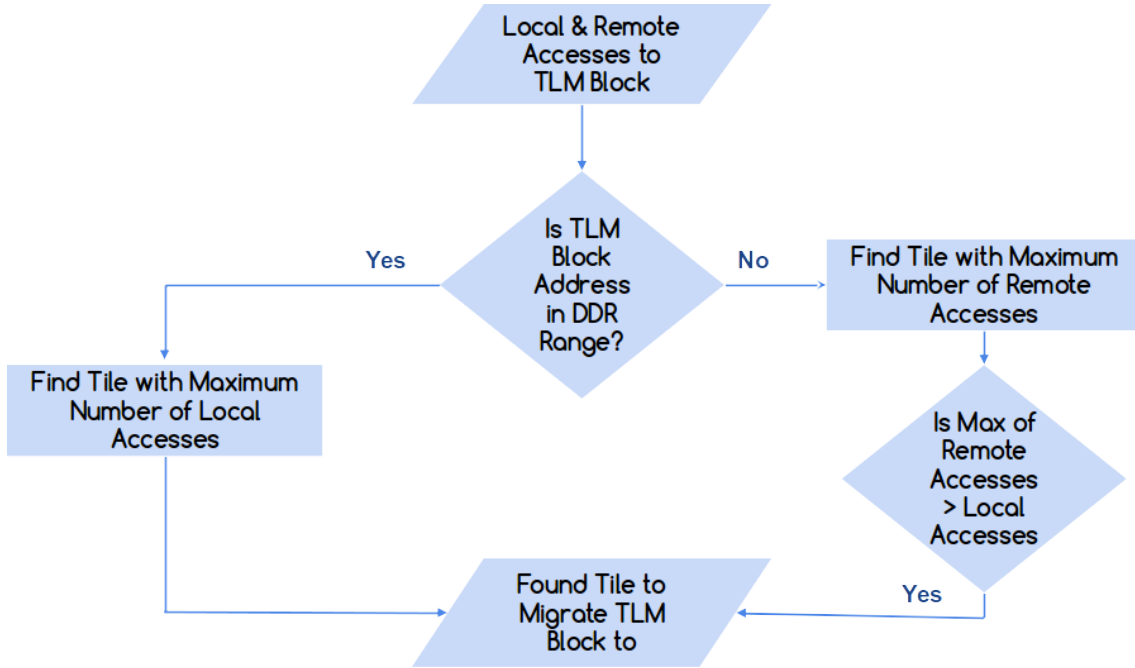 Local & Remote
Accesses to
TLM Block
Is TLM
Block
Address
in DDR
Range?
Yes
No
Find Tile with Maximum
Number of Remote
Accesses
Find Tile with Maximum
Number of Local
Accesses
Is Max of
Remote
Accesses
> Local
Accesses
Yes
Found Tile to
Migrate TLM
Block to